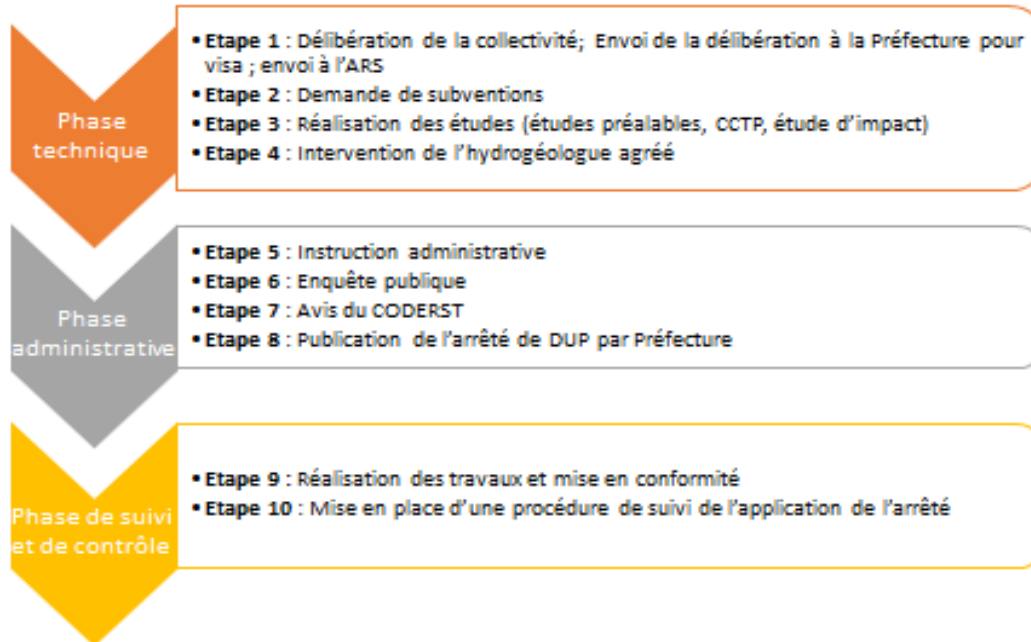 Phase
technique
• Etape 1 : Délibération de la collectivité; Envoi de la délibération à la Préfecture pour
visa ; envoi à l'ARS
• Etape 2 : Demande de subventions
• Etape 3 : Réalisation des études (études préalables, CCTP, étude d'impact)
• Etape 4 : Intervention de l'hydrogéologue agréé
Phase
administrative
• Etape 5 : Instruction administrative
• Etape 6 : Enquête publique
• Etape 7 : Avis du CODERST
• Etape 8 : Publication de l'arrêté de DUP par Préfecture
Phase de suivi
et de contrôle
• Etape 9 : Réalisation des travaux et mise en conformité
• Etape 10 : Mise en place d'une procédure de suivi de l'application de l'arrêté